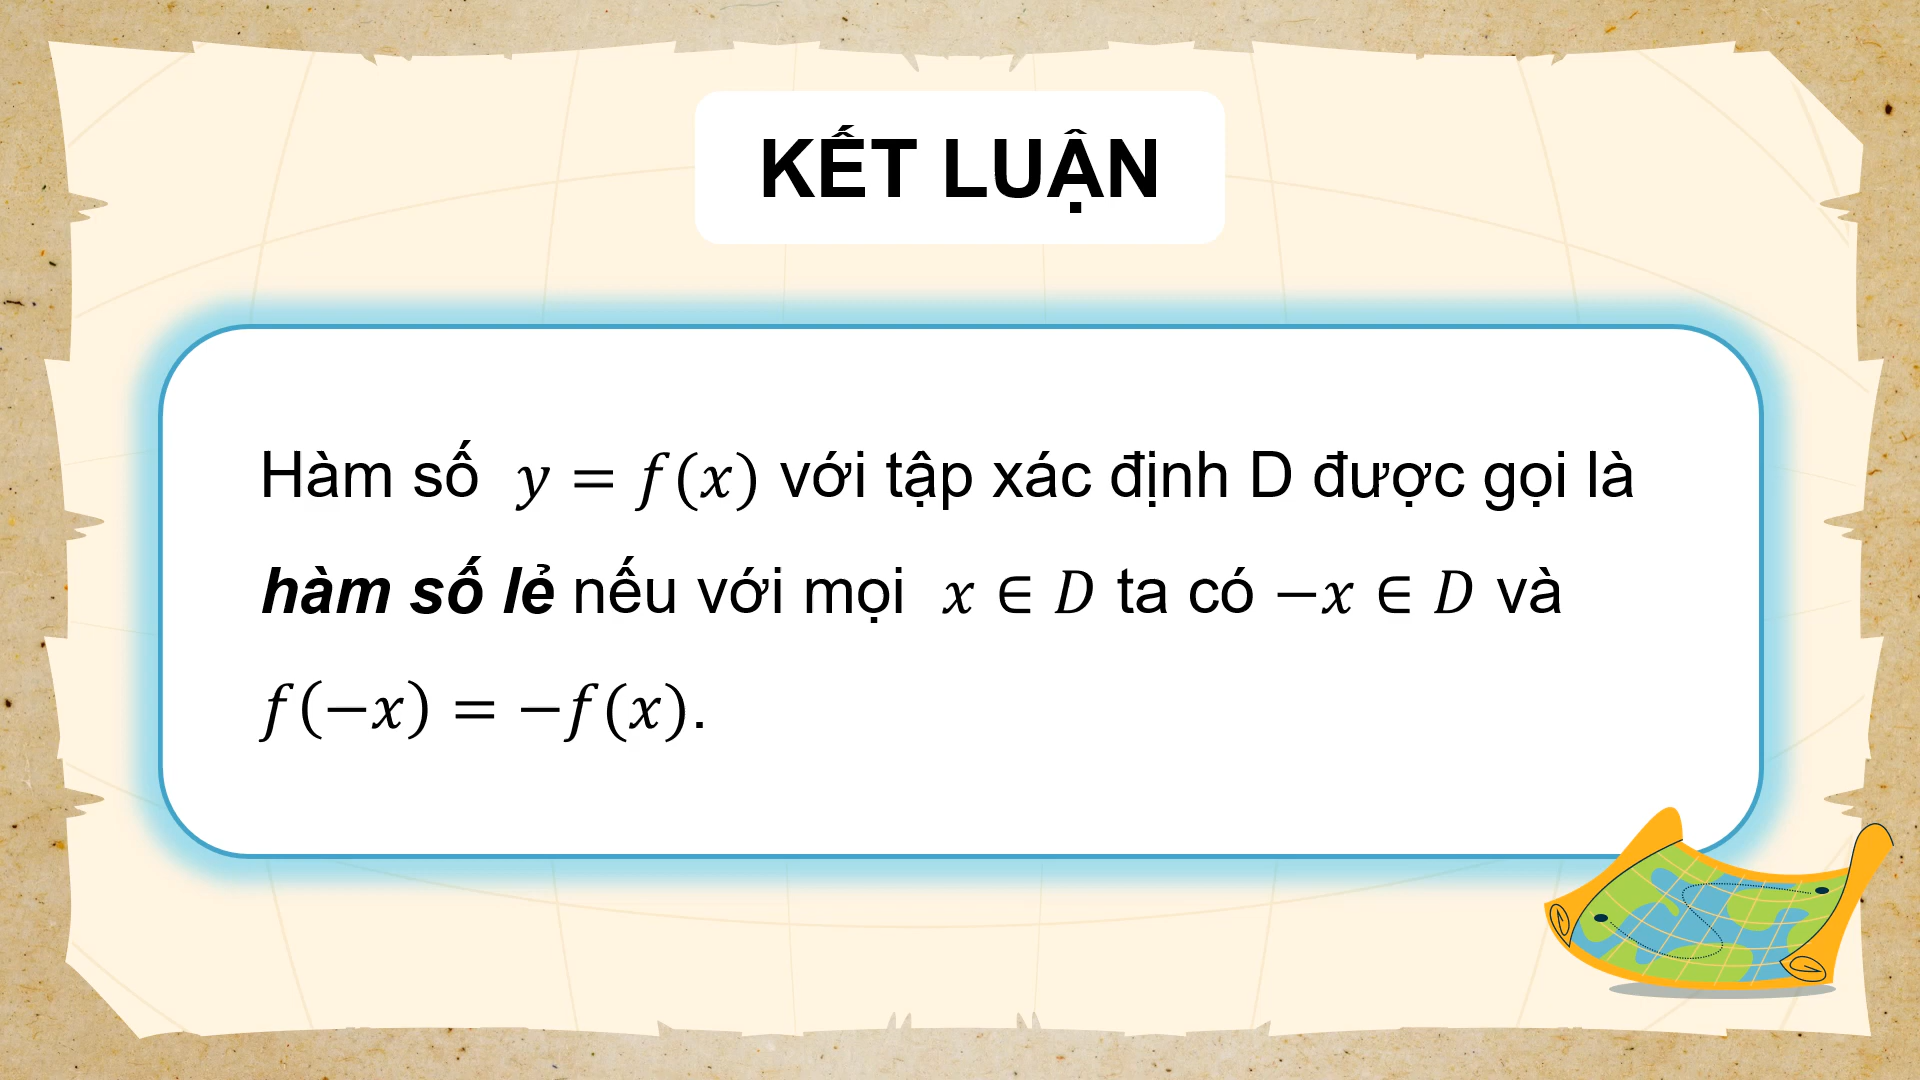 KẾT LUẬN
Hàm số y = f(x) với tập xác định D được gọi là
hàm số lẻ nếu với mọi x ∈ D ta có −x ∈ D và
f(−x) = −f(x).